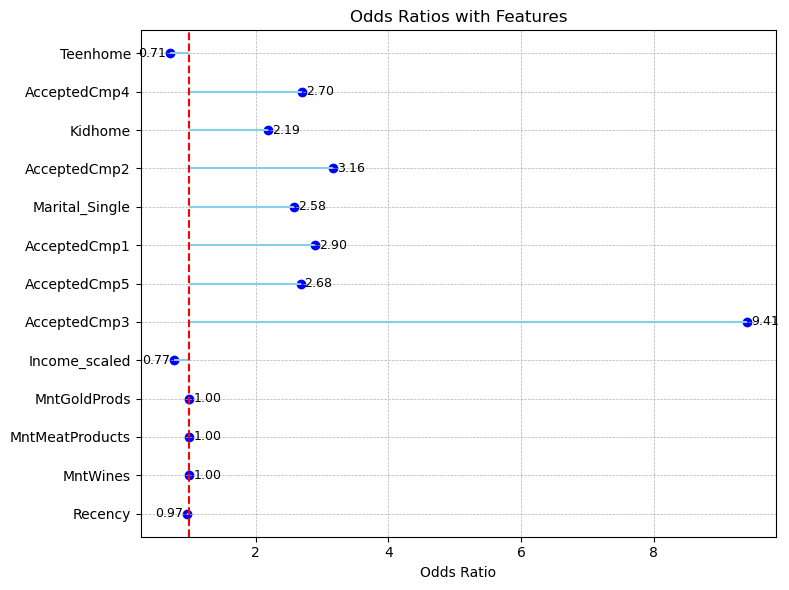 Odds Ratios with Features
Teenhome 0.71
AcceptedCmp4 2.70
Kidhome 2.19
AcceptedCmp2 3.16
Marital_Single 2.58
AcceptedCmp1 2.90
AcceptedCmp5 2.68
AcceptedCmp3 9.41
Income_scaled 0.77
MntGoldProds 1.00
MntMeatProducts 1.00
MntWines 1.00
Recency 0.97
2 4 6 8
Odds Ratio